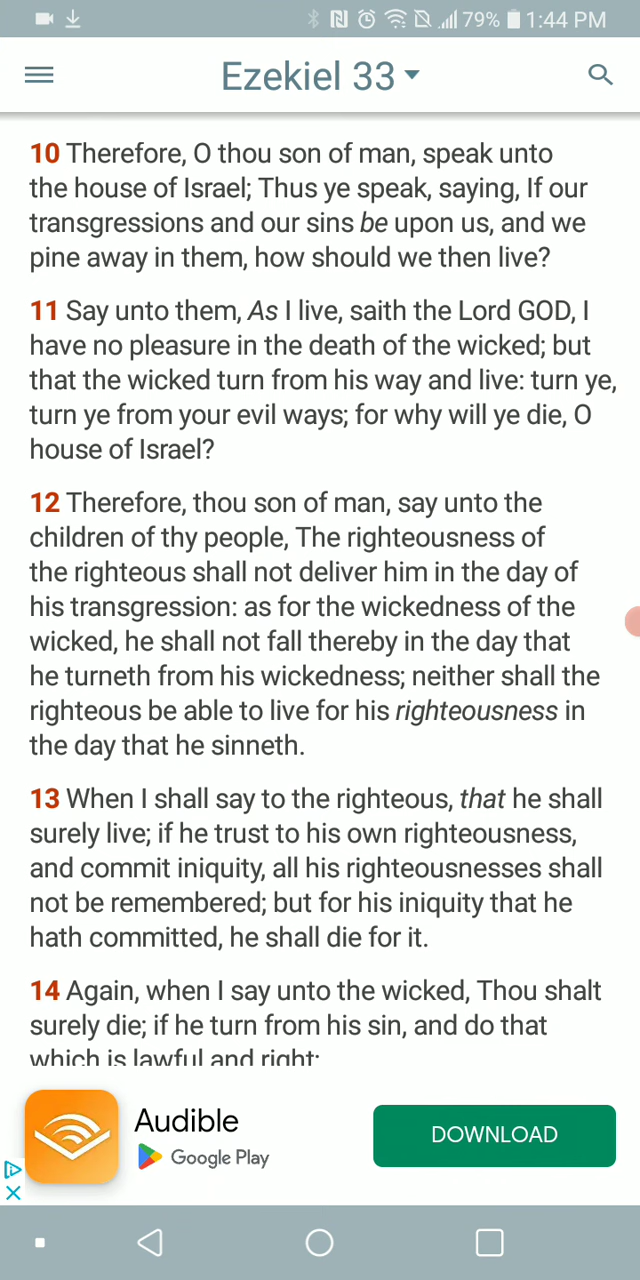 79% 1:44 PM
Ezekiel 33
10 Therefore, O thou son of man, speak unto
the house of Israel; Thus ye speak, saying, If our
transgressions and our sins be upon us, and we
pine away in them, how should we then live?
11 Say unto them, As I live, saith the Lord GOD, I
have no pleasure in the death of the wicked; but
that the wicked turn from his way and live: turn ye,
turn ye from your evil ways; for why will ye die, O
house of Israel?
12 Therefore, thou son of man, say unto the
children of thy people, The righteousness of
the righteous shall not deliver him in the day of
his transgression: as for the wickedness of the
wicked, he shall not fall thereby in the day that
he turneth from his wickedness; neither shall the
righteous be able to live for his righteousness in
the day that he sinneth.
13 When I shall say to the righteous, that he shall
surely live; if he trust to his own righteousness,
and commit iniquity, all his righteousnesses shall
not be remembered; but for his iniquity that he
hath committed, he shall die for it.
14 Again, when I say unto the wicked, Thou shalt
surely die; if he turn from his sin, and do that
which is lawful and right;
Audible
Google Play
DOWNLOAD